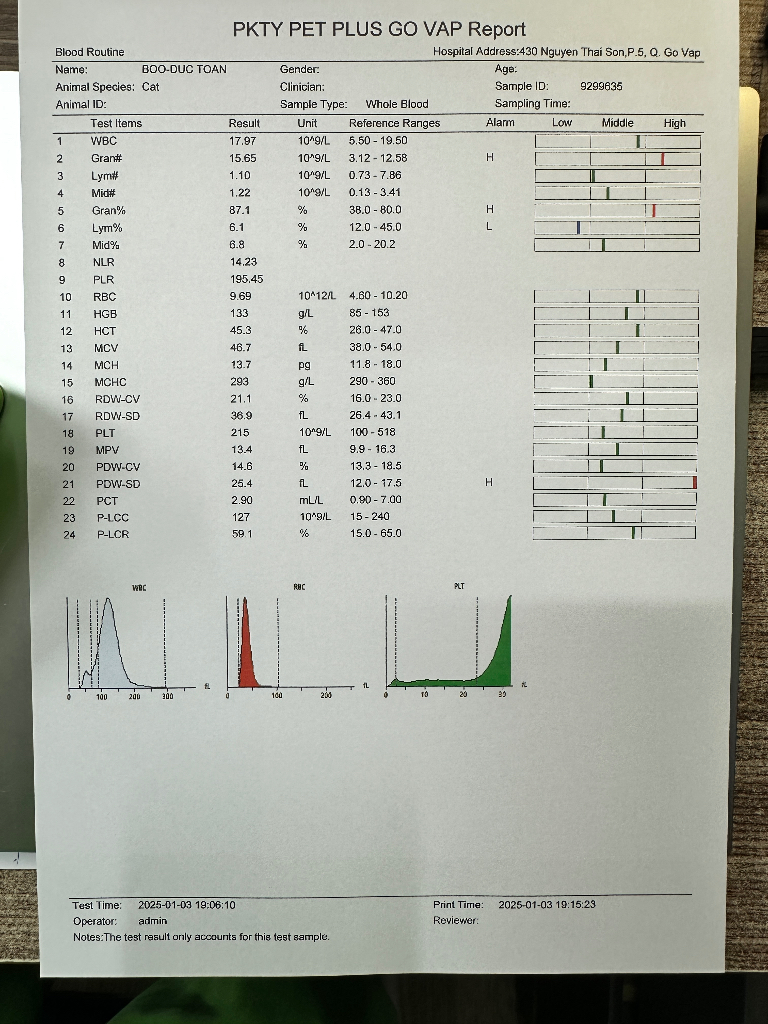 PKTY PET PLUS GO VAP Report
Blood Routine Hospital Address:430 Nguyen Thai Son,P.5, Q. Go Vap
Name: BOO-DUC TOAN Gender: Age:
Animal Species: Cat Clinician: Sample ID: 9299635
Animal ID: Sample Type: Whole Blood Sampling Time:
Test Items Result Unit Reference Ranges Alarm Low Middle High
1 WBC 17.97 10^9/L 5.50 - 19.50
2 Gran# 15.65 10^9/L 3.12 - 12.58 H
3 Lym# 1.10 10^9/L 0.73 - 7.86
4 Mid# 1.22 10^9/L 0.13 - 3.41
5 Gran% 87.1 % 38.0 - 80.0 H
6 Lym% 6.1 % 12.0 - 45.0 L
7 Mid% 6.8 % 2.0 - 20.2
8 NLR 14.23
9 PLR 195.45
10 RBC 9.69 10^12/L 4.60 - 10.20
11 HGB 133 g/L 85 - 153
12 HCT 45.3 % 26.0 - 47.0
13 MCV 46.7 fL 38.0 - 54.0
14 MCH 13.7 pg 11.8 - 18.0
15 MCHC 293 g/L 290 - 360
16 RDW-CV 21.1 % 16.0 - 23.0
17 RDW-SD 36.9 fL 26.4 - 43.1
18 PLT 215 10^9/L 100 - 518
19 MPV 13.4 fL 9.9 - 16.3
20 PDW-CV 14.6 % 13.3 - 18.5
21 PDW-SD 25.4 fL 12.0 - 17.5 H
22 PCT 2.90 mL/L 0.90 - 7.00
23 P-LCC 127 10^9/L 15 - 240
24 P-LCR 59.1 % 15.0 - 65.0
WBC RBC PLT
0 100 200 300 fL 0 100 200 fL 0 10 20 30 fL
Test Time: 2025-01-03 19:06:10 Print Time: 2025-01-03 19:15:23
Operator: admin Reviewer:
Notes:The test result only accounts for this test sample.